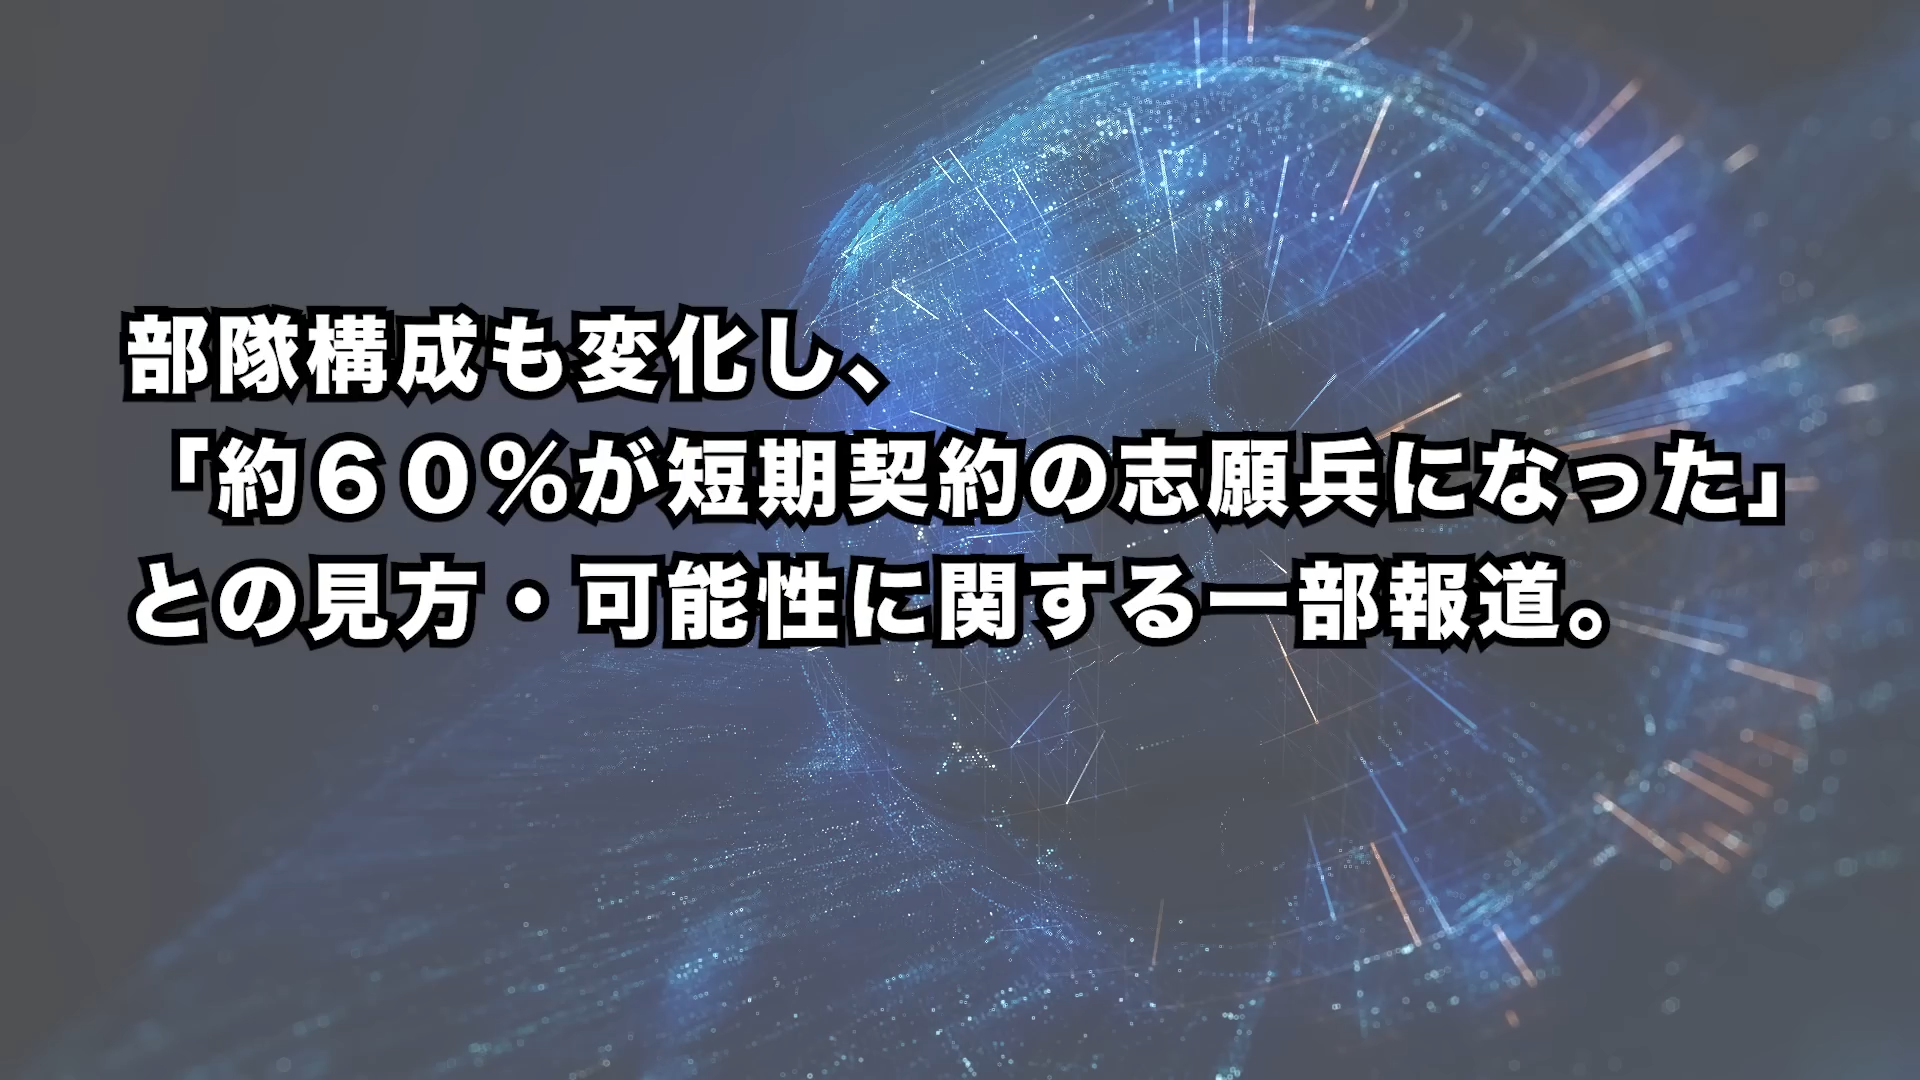 部隊構成も変化し、
「約６０％が短期契約の志願兵になった」
との見方・可能性に関する一部報道。